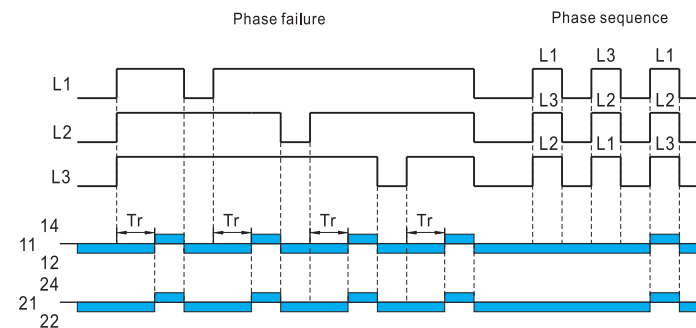 Phase failure
Phase sequence
L1 L3 L1
L1
L3 L2 L2
L2
L2 L1 L3
L3
Tr Tr Tr Tr
14
11
12
24
21
22